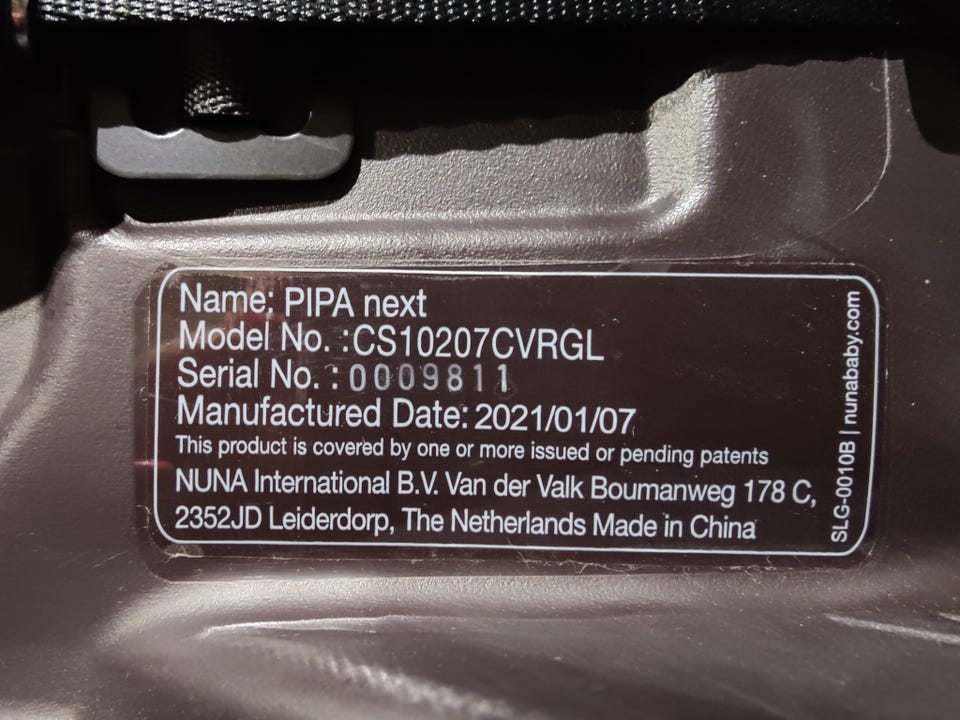 Name: PIPA next
Model No. :CS10207CVRGL
Serial No. : 0009811
Manufactured Date: 2021/01/07
This product is covered by one or more issued or pending patents
NUNA International B.V. Van der Valk Boumanweg 178 C,
2352JD Leiderdorp, The Netherlands Made in China
SLG-0010B | nunababy.com